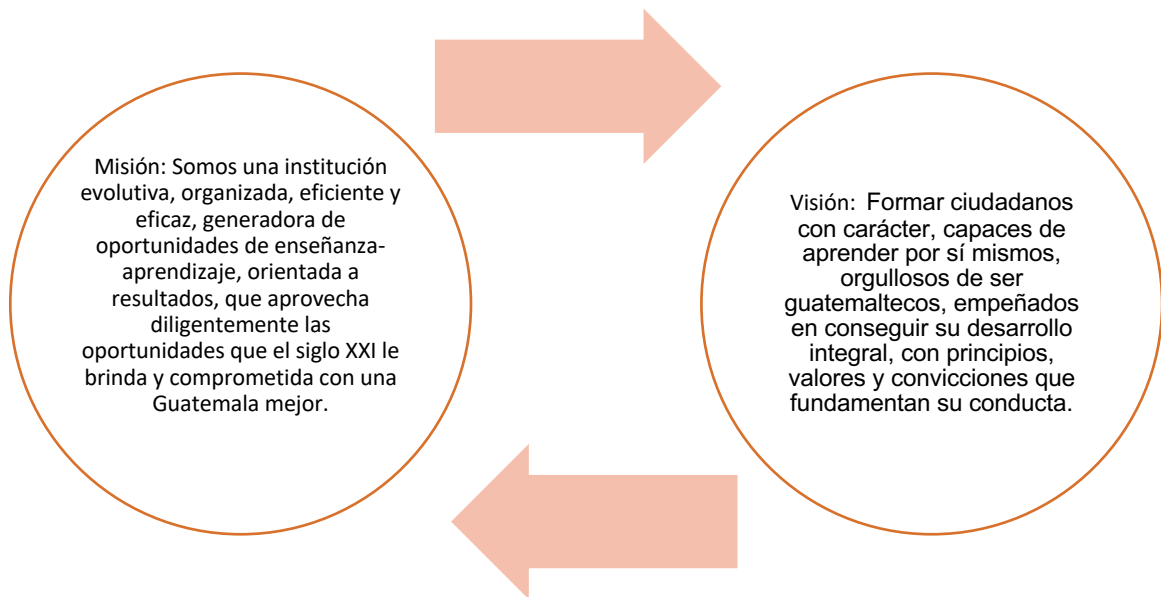 Misión: Somos una institución
evolutiva, organizada, eficiente y
eficaz, generadora de
oportunidades de enseñanza-
aprendizaje, orientada a
resultados, que aprovecha
diligentemente las
oportunidades que el siglo XXI le
brinda y comprometida con una
Guatemala mejor.
Visión: Formar ciudadanos
con carácter, capaces de
aprender por sí mismos,
orgullosos de ser
guatemaltecos, empeñados
en conseguir su desarrollo
integral, con principios,
valores y convicciones que
fundamentan su conducta.